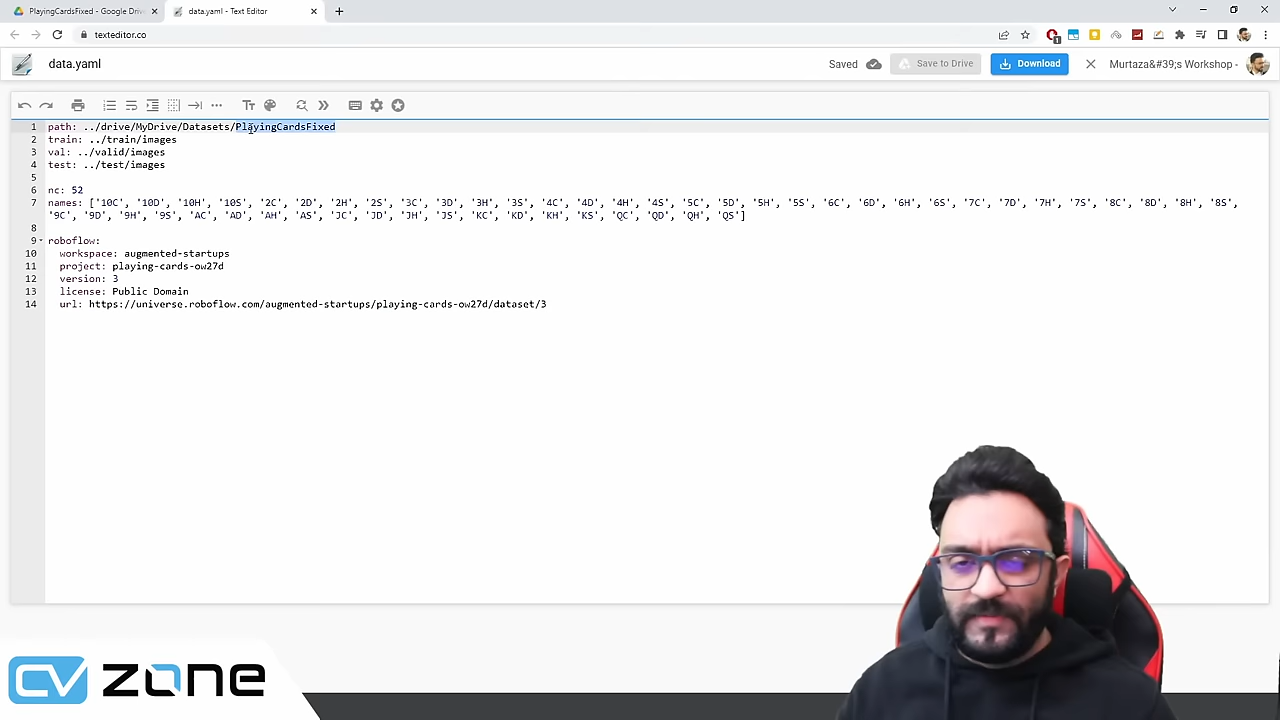 PlayingCardsFixed - Google Driv
data.yaml - Text Editor
texteditor.co
data.yaml
Saved
Save to Drive
Download
Murtaza&#39;s Workshop -
1 path: ../drive/MyDrive/Datasets/PlayingCardsFixed
2 train: ../train/images
3 val: ../valid/images
4 test: ../test/images
5
6 nc: 52
7 names: ['10C', '10D', '10H', '10S', '2C', '2D', '2H', '2S', '3C', '3D', '3H', '3S', '4C', '4D', '4H', '4S', '5C', '5D', '5H', '5S', '6C', '6D', '6H', '6S', '7C', '7D', '7H', '7S', '8C', '8D', '8H', '8S',
'9C', '9D', '9H', '9S', 'AC', 'AD', 'AH', 'AS', 'JC', 'JD', 'JH', 'JS', 'KC', 'KD', 'KH', 'KS', 'QC', 'QD', 'QH', 'QS']
8
9 roboflow:
10 workspace: augmented-startups
11 project: playing-cards-ow27d
12 version: 3
13 license: Public Domain
14 url: https://universe.roboflow.com/augmented-startups/playing-cards-ow27d/dataset/3
CV ZONE